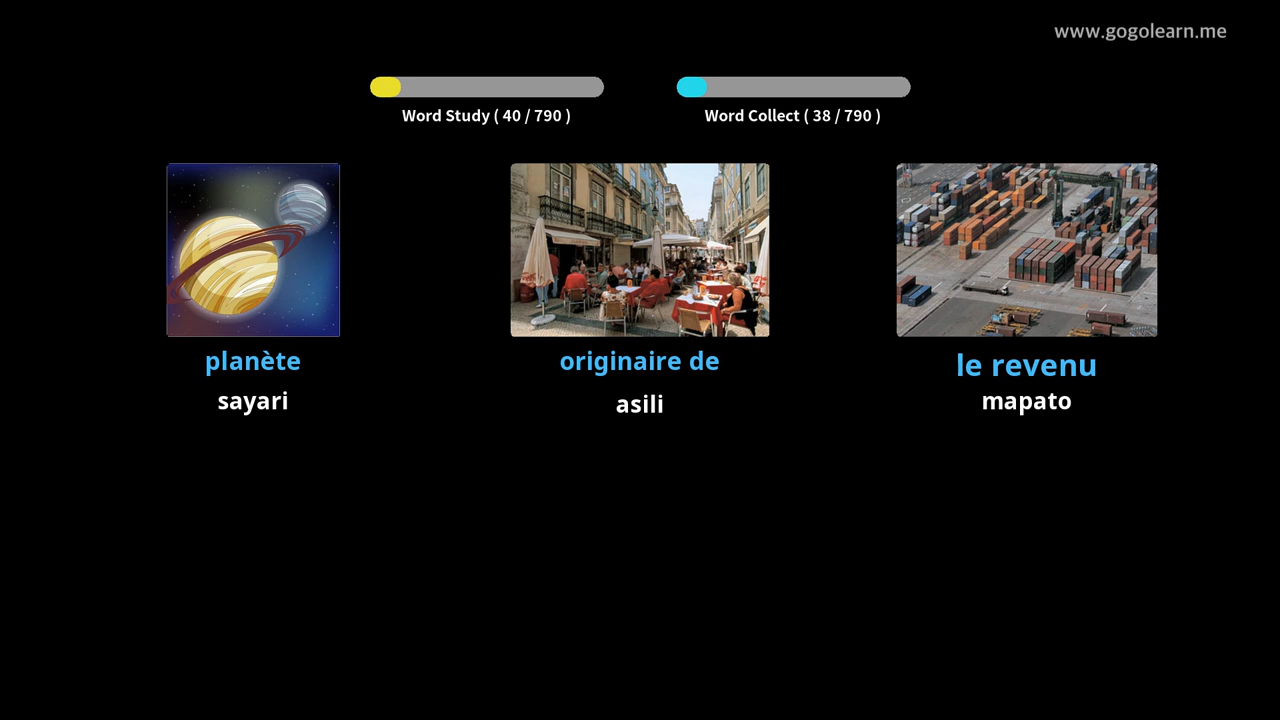 www.gogolearn.me
Word Study ( 40 / 790 )
Word Collect ( 38 / 790 )
planète
sayari
originaire de
asili
le revenu
mapato